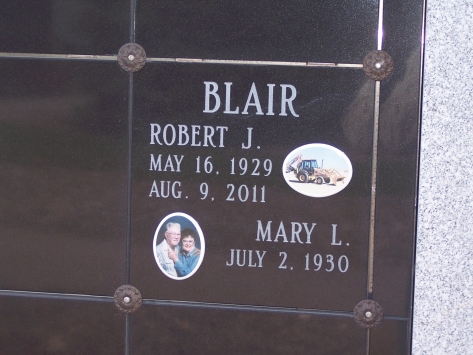 BLAIR
ROBERT J.
MAY 16, 1929
AUG. 9, 2011
MARY L.
JULY 2, 1930